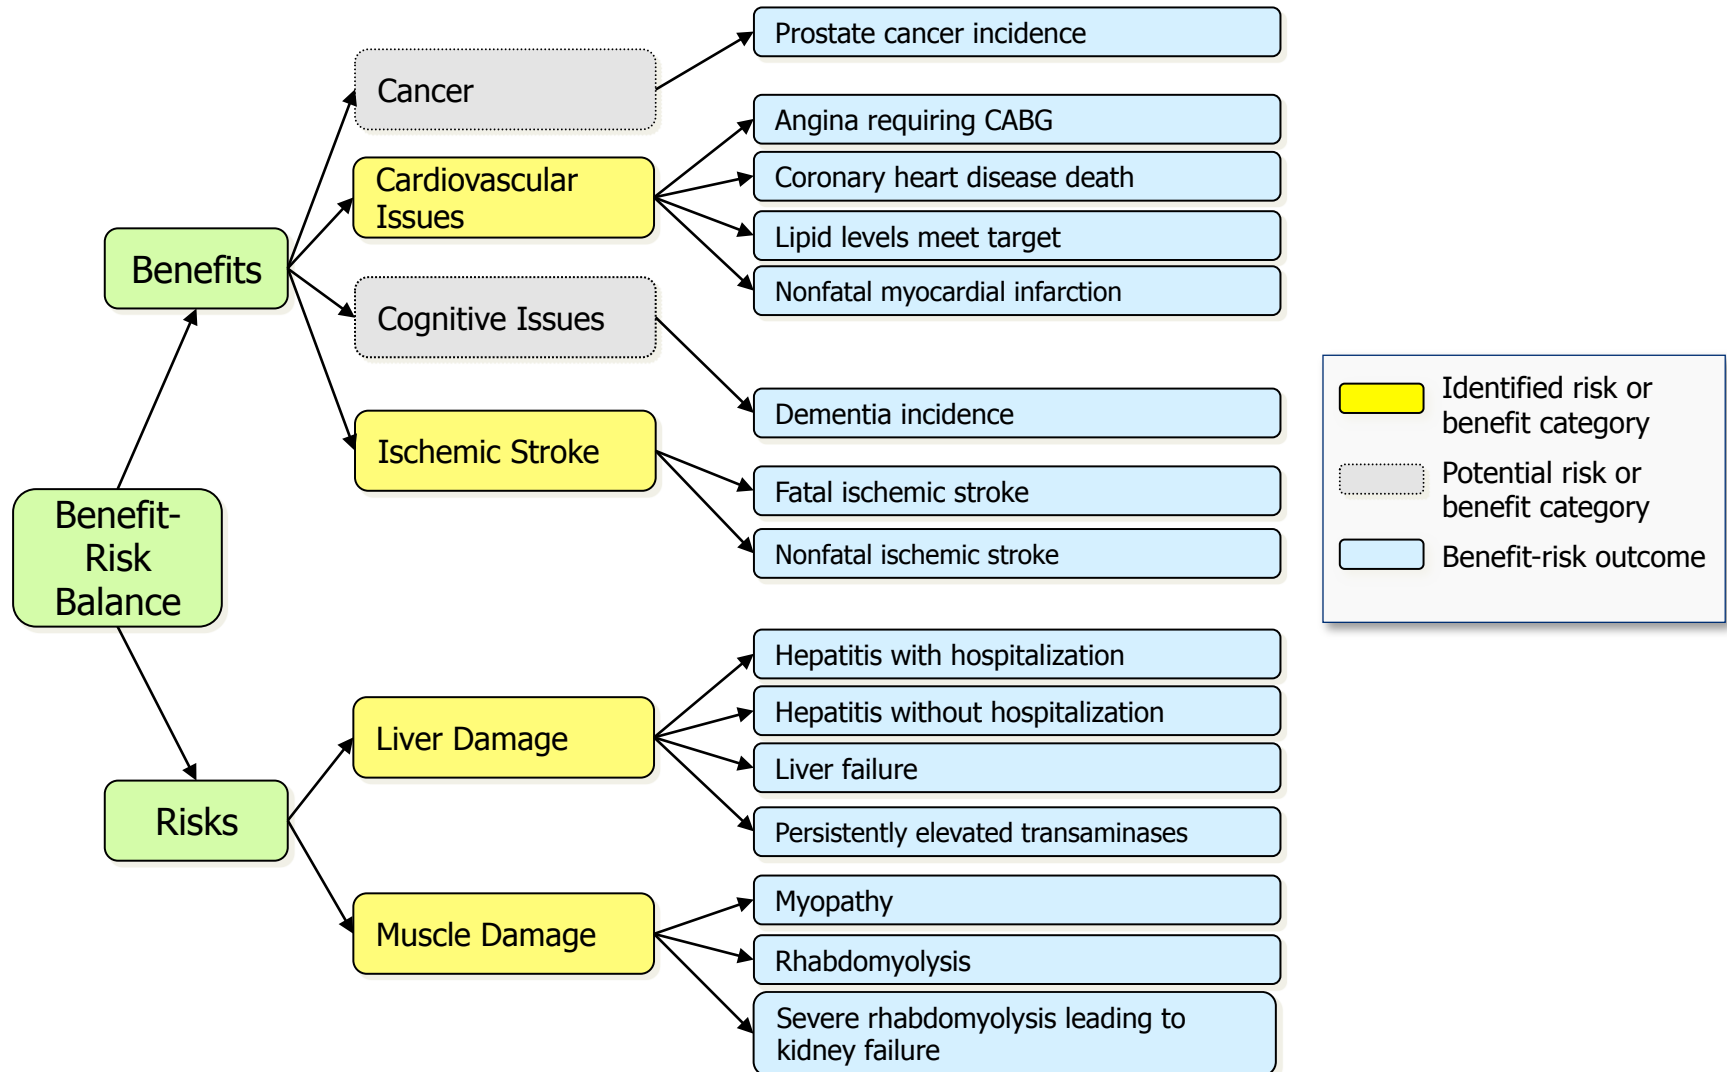 Prostate cancer incidence
Cancer
Angina requiring CABG
Cardiovascular
Issues
Coronary heart disease death
Lipid levels meet target
Benefits
Nonfatal myocardial infarction
Cognitive Issues
Dementia incidence
Ischemic Stroke
Fatal ischemic stroke
Nonfatal ischemic stroke
Benefit-
Risk
Balance
Identified risk or
benefit category
Potential risk or
benefit category
Benefit-risk outcome
Hepatitis with hospitalization
Hepatitis without hospitalization
Liver Damage
Liver failure
Risks
Persistently elevated transaminases
Myopathy
Muscle Damage
Rhabdomyolysis
Severe rhabdomyolysis leading to
kidney failure